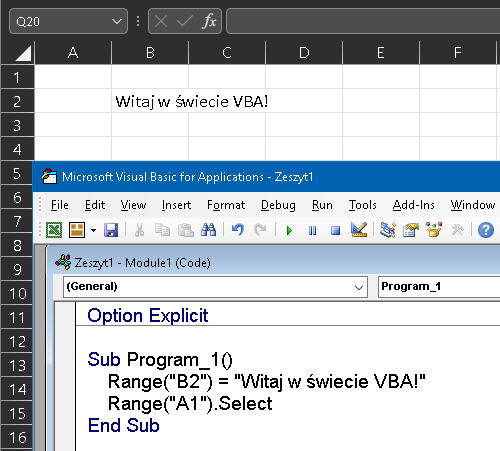 Q20
A B C D E F
1
2 Witaj w świecie VBA!
3
4
5
6
7
8
9
10
11
12
13
14
15
16
Microsoft Visual Basic for Applications - Zeszyt1
File Edit View Insert Format Debug Run Tools Add-Ins Window
Zeszyt1 - Module1 (Code)
(General) Program_1
Option Explicit
Sub Program_1()
Range("B2") = "Witaj w świecie VBA!"
Range("A1").Select
End Sub